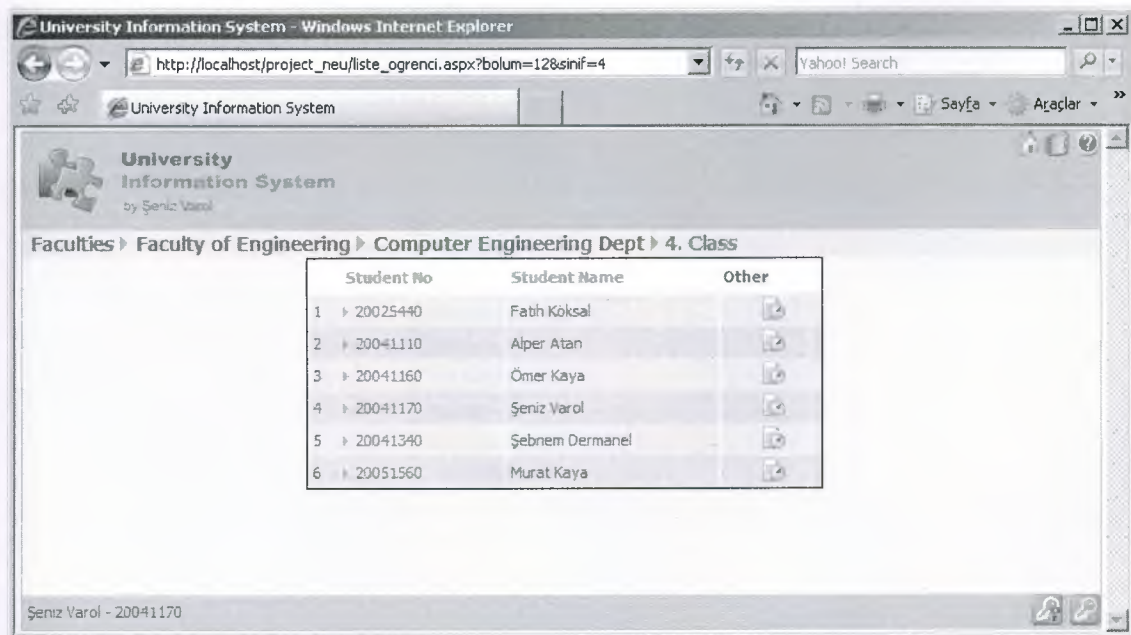 University Information System - Windows Internet Explorer
http://localhost/project_neu/liste_ogrenci.aspx?bolum=12&sinif=4
Yahoo! Search
University Information System
Sayfa
Araçlar
University
Information System
by Şeniz Varol
Faculties Faculty of Engineering Computer Engineering Dept 4. Class
Student No Student Name Other
1 20025440 Fatih Köksal
2 20041110 Alper Atan
3 20041160 Ömer Kaya
4 20041170 Şeniz Varol
5 20041340 Şebnem Dermanel
6 20051560 Murat Kaya
Şeniz Varol - 20041170